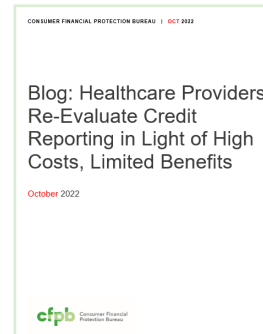 CONSUMER FINANCIAL PROTECTION BUREAU | OCT 2022
Blog: Healthcare Providers
Re-Evaluate Credit
Reporting in Light of High
Costs, Limited Benefits
October 2022
cfpb Consumer Financial
Protection Bureau